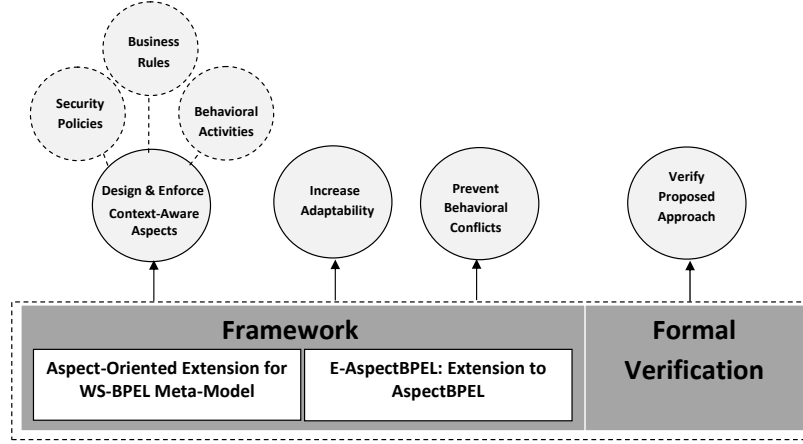 Business
Rules
Security
Policies
Behavioral
Activities
Design & Enforce
Context-Aware
Aspects
Increase
Adaptability
Prevent
Behavioral
Conflicts
Verify
Proposed
Approach
Framework
Formal
Verification
Aspect-Oriented Extension for
WS-BPEL Meta-Model
E-AspectBPEL: Extension to
AspectBPEL